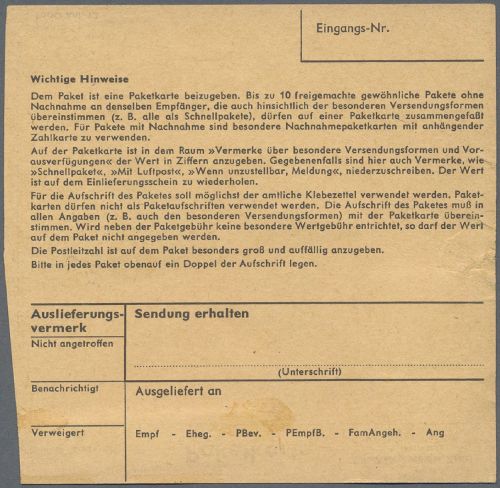 Eingangs-Nr.
Wichtige Hinweise
Dem Paket ist eine Paketkarte beizugeben. Bis zu 10 freigemachte gewöhnliche Pakete ohne
Nachnahme an denselben Empfänger, die auch hinsichtlich der besonderen Versendungsformen
übereinstimmen (z. B. alle als Schnellpakete), dürfen auf einer Paketkarte zusammengefaßt
werden. Für Pakete mit Nachnahme sind besondere Nachnahmepaketkarten mit anhängender
Zahlkarte zu verwenden.
Auf der Paketkarte ist in dem Raum »Vermerke über besondere Versendungsformen und Vor-
ausverfügungen« der Wert in Ziffern anzugeben. Gegebenenfalls sind hier auch Vermerke, wie
»Schnellpaket«, »Mit Luftpost«, »Wenn unzustellbar, Meldung«, niederzuschreiben. Der Wert
ist auf dem Einlieferungsschein zu wiederholen.
Für die Aufschrift des Paketes soll möglichst der amtliche Klebezettel verwendet werden. Paket-
karten dürfen nicht als Paketaufschriften verwendet werden. Die Aufschrift des Paketes muß in
allen Angaben (z. B. auch den besonderen Versendungsformen) mit der Paketkarte überein-
stimmen. Wird neben der Paketgebühr keine besondere Wertgebühr entrichtet, so darf der Wert
auf dem Paket nicht angegeben werden.
Die Postleitzahl ist auf dem Paket besonders groß und auffällig anzugeben.
Bitte in jedes Paket obenauf ein Doppel der Aufschrift legen.
Auslieferungs-
vermerk
Sendung erhalten
Nicht angetroffen
(Unterschrift)
Benachrichtigt
Ausgeliefert an
Verweigert
Empf - Eheg. - PBev. - PEmpfB. - FamAngeh. - Ang